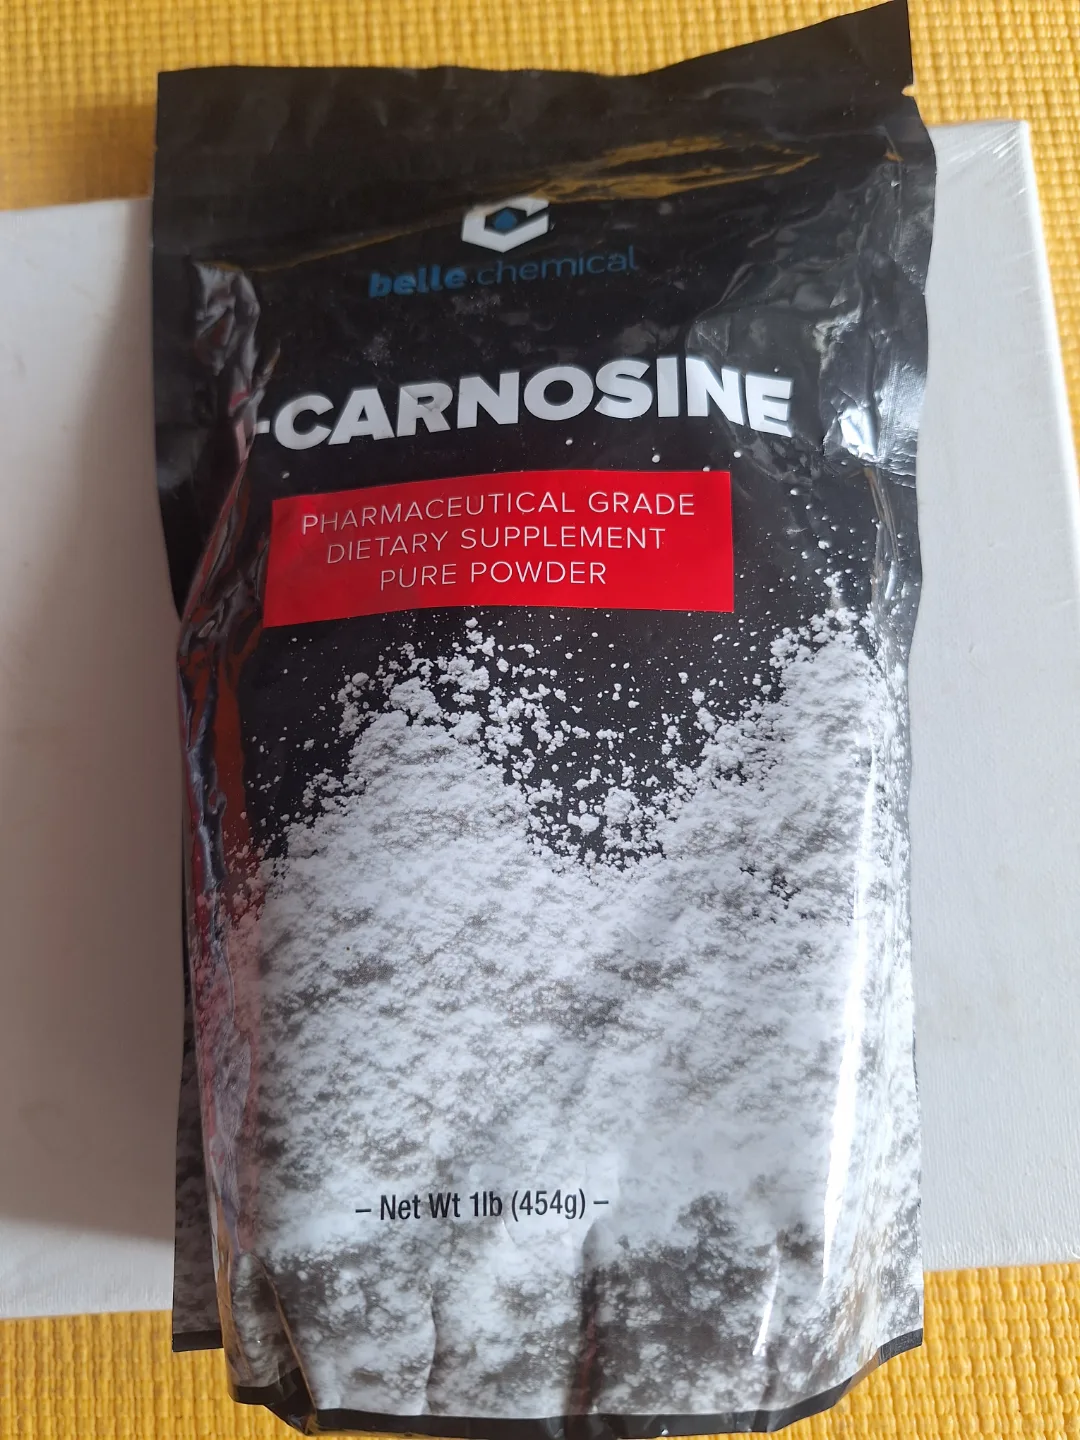 belle chemical
-CARNOSINE
PHARMACEUTICAL GRADE
DIETARY SUPPLEMENT
PURE POWDER
– Net Wt 1lb (454g) –